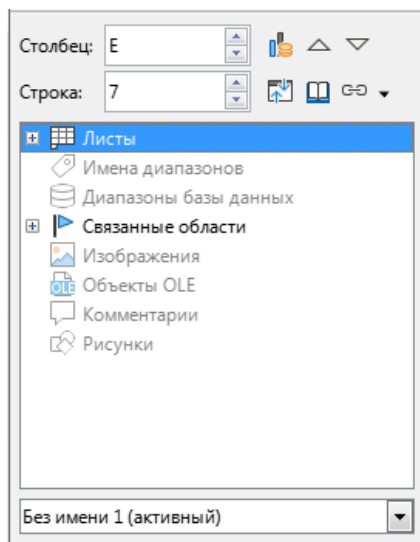 Столбец: E
Строка: 7
Листы
Имена диапазонов
Диапазоны базы данных
Связанные области
Изображения
OLE Объекты OLE
Комментарии
Рисунки
Без имени 1 (активный)